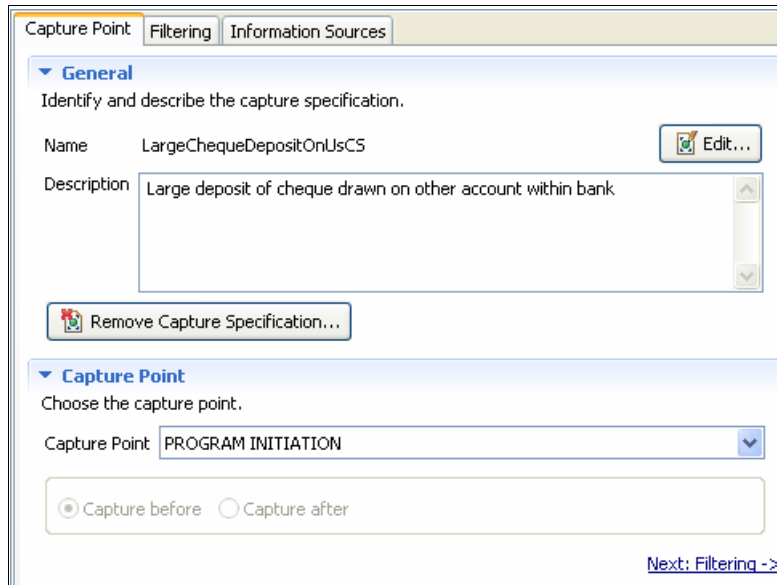 Capture Point Filtering Information Sources
General
Identify and describe the capture specification.
Name LargeChequeDepositOnUsCS Edit...
Description Large deposit of cheque drawn on other account within bank
Remove Capture Specification...
Capture Point
Choose the capture point.
Capture Point PROGRAM INITIATION
Capture before Capture after
Next: Filtering ->